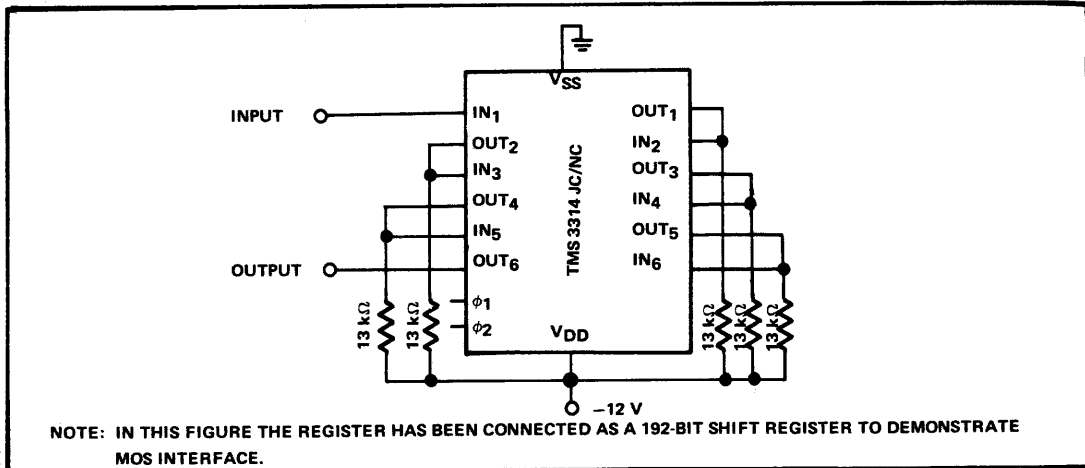 VSS
INPUT
IN1
OUT2
IN3
OUT4
IN5
OUT6
OUTPUT
ϕ1
ϕ2
TMS 3314 JC/NC
OUT1
IN2
OUT3
IN4
OUT5
IN6
13 kΩ
13 kΩ
VDD
13 kΩ
13 kΩ
13 kΩ
−12 V
NOTE: IN THIS FIGURE THE REGISTER HAS BEEN CONNECTED AS A 192-BIT SHIFT REGISTER TO DEMONSTRATE
MOS INTERFACE.